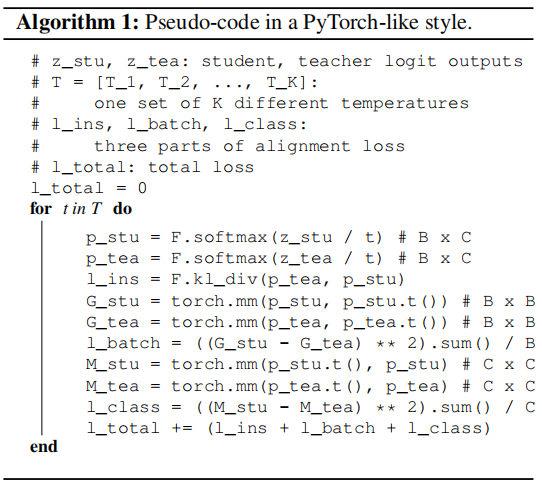 Algorithm 1: Pseudo-code in a PyTorch-like style.
# z_stu, z_tea: student, teacher logit outputs
# T = [T_1, T_2, ..., T_K]:
#     one set of K different temperatures
# l_ins, l_batch, l_class:
#     three parts of alignment loss
# l_total: total loss
l_total = 0
for t in T do
p_stu = F.softmax(z_stu / t) # B x C
p_tea = F.softmax(z_tea / t) # B x C
l_ins = F.kl_div(p_tea, p_stu)
G_stu = torch.mm(p_stu, p_stu.t()) # B x B
G_tea = torch.mm(p_tea, p_tea.t()) # B x B
l_batch = ((G_stu - G_tea) ** 2).sum() / B
M_stu = torch.mm(p_stu.t(), p_stu) # C x C
M_tea = torch.mm(p_tea.t(), p_tea) # C x C
l_class = ((M_stu - M_tea) ** 2).sum() / C
l_total += (l_ins + l_batch + l_class)
end